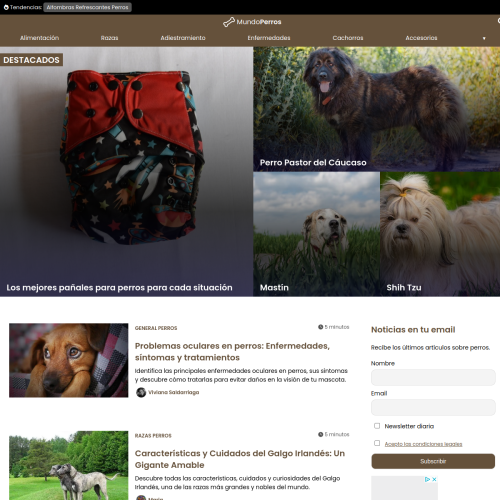 Tendencias: Alfombras Refrescantes Perros
MundoPerros
Alimentación Razas Adiestramiento Enfermedades Cachorros Accesorios
DESTACADOS
Perro Pastor del Cáucaso
Los mejores pañales para perros para cada situación
Mastín
Shih Tzu
GENERAL PERROS 5 minutos
Problemas oculares en perros: Enfermedades,
síntomas y tratamientos
Identifica las principales enfermedades oculares en perros, sus síntomas
y descubre cómo tratarlas para evitar daños en la visión de tu mascota.
Viviana Saldarriaga
RAZAS PERROS 5 minutos
Características y Cuidados del Galgo Irlandés: Un
Gigante Amable
Descubre todas las características, cuidados y curiosidades del Galgo
Irlandés, una de las razas más grandes y nobles del mundo.
Noticias en tu email
Recibe los últimos artículos sobre perros.
Nombre
Email
Newsletter diaria
Acepto las condiciones legales
Suscribir